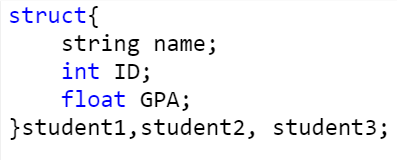 struct{
    string name;
    int ID;
    float GPA;
}student1,student2, student3;